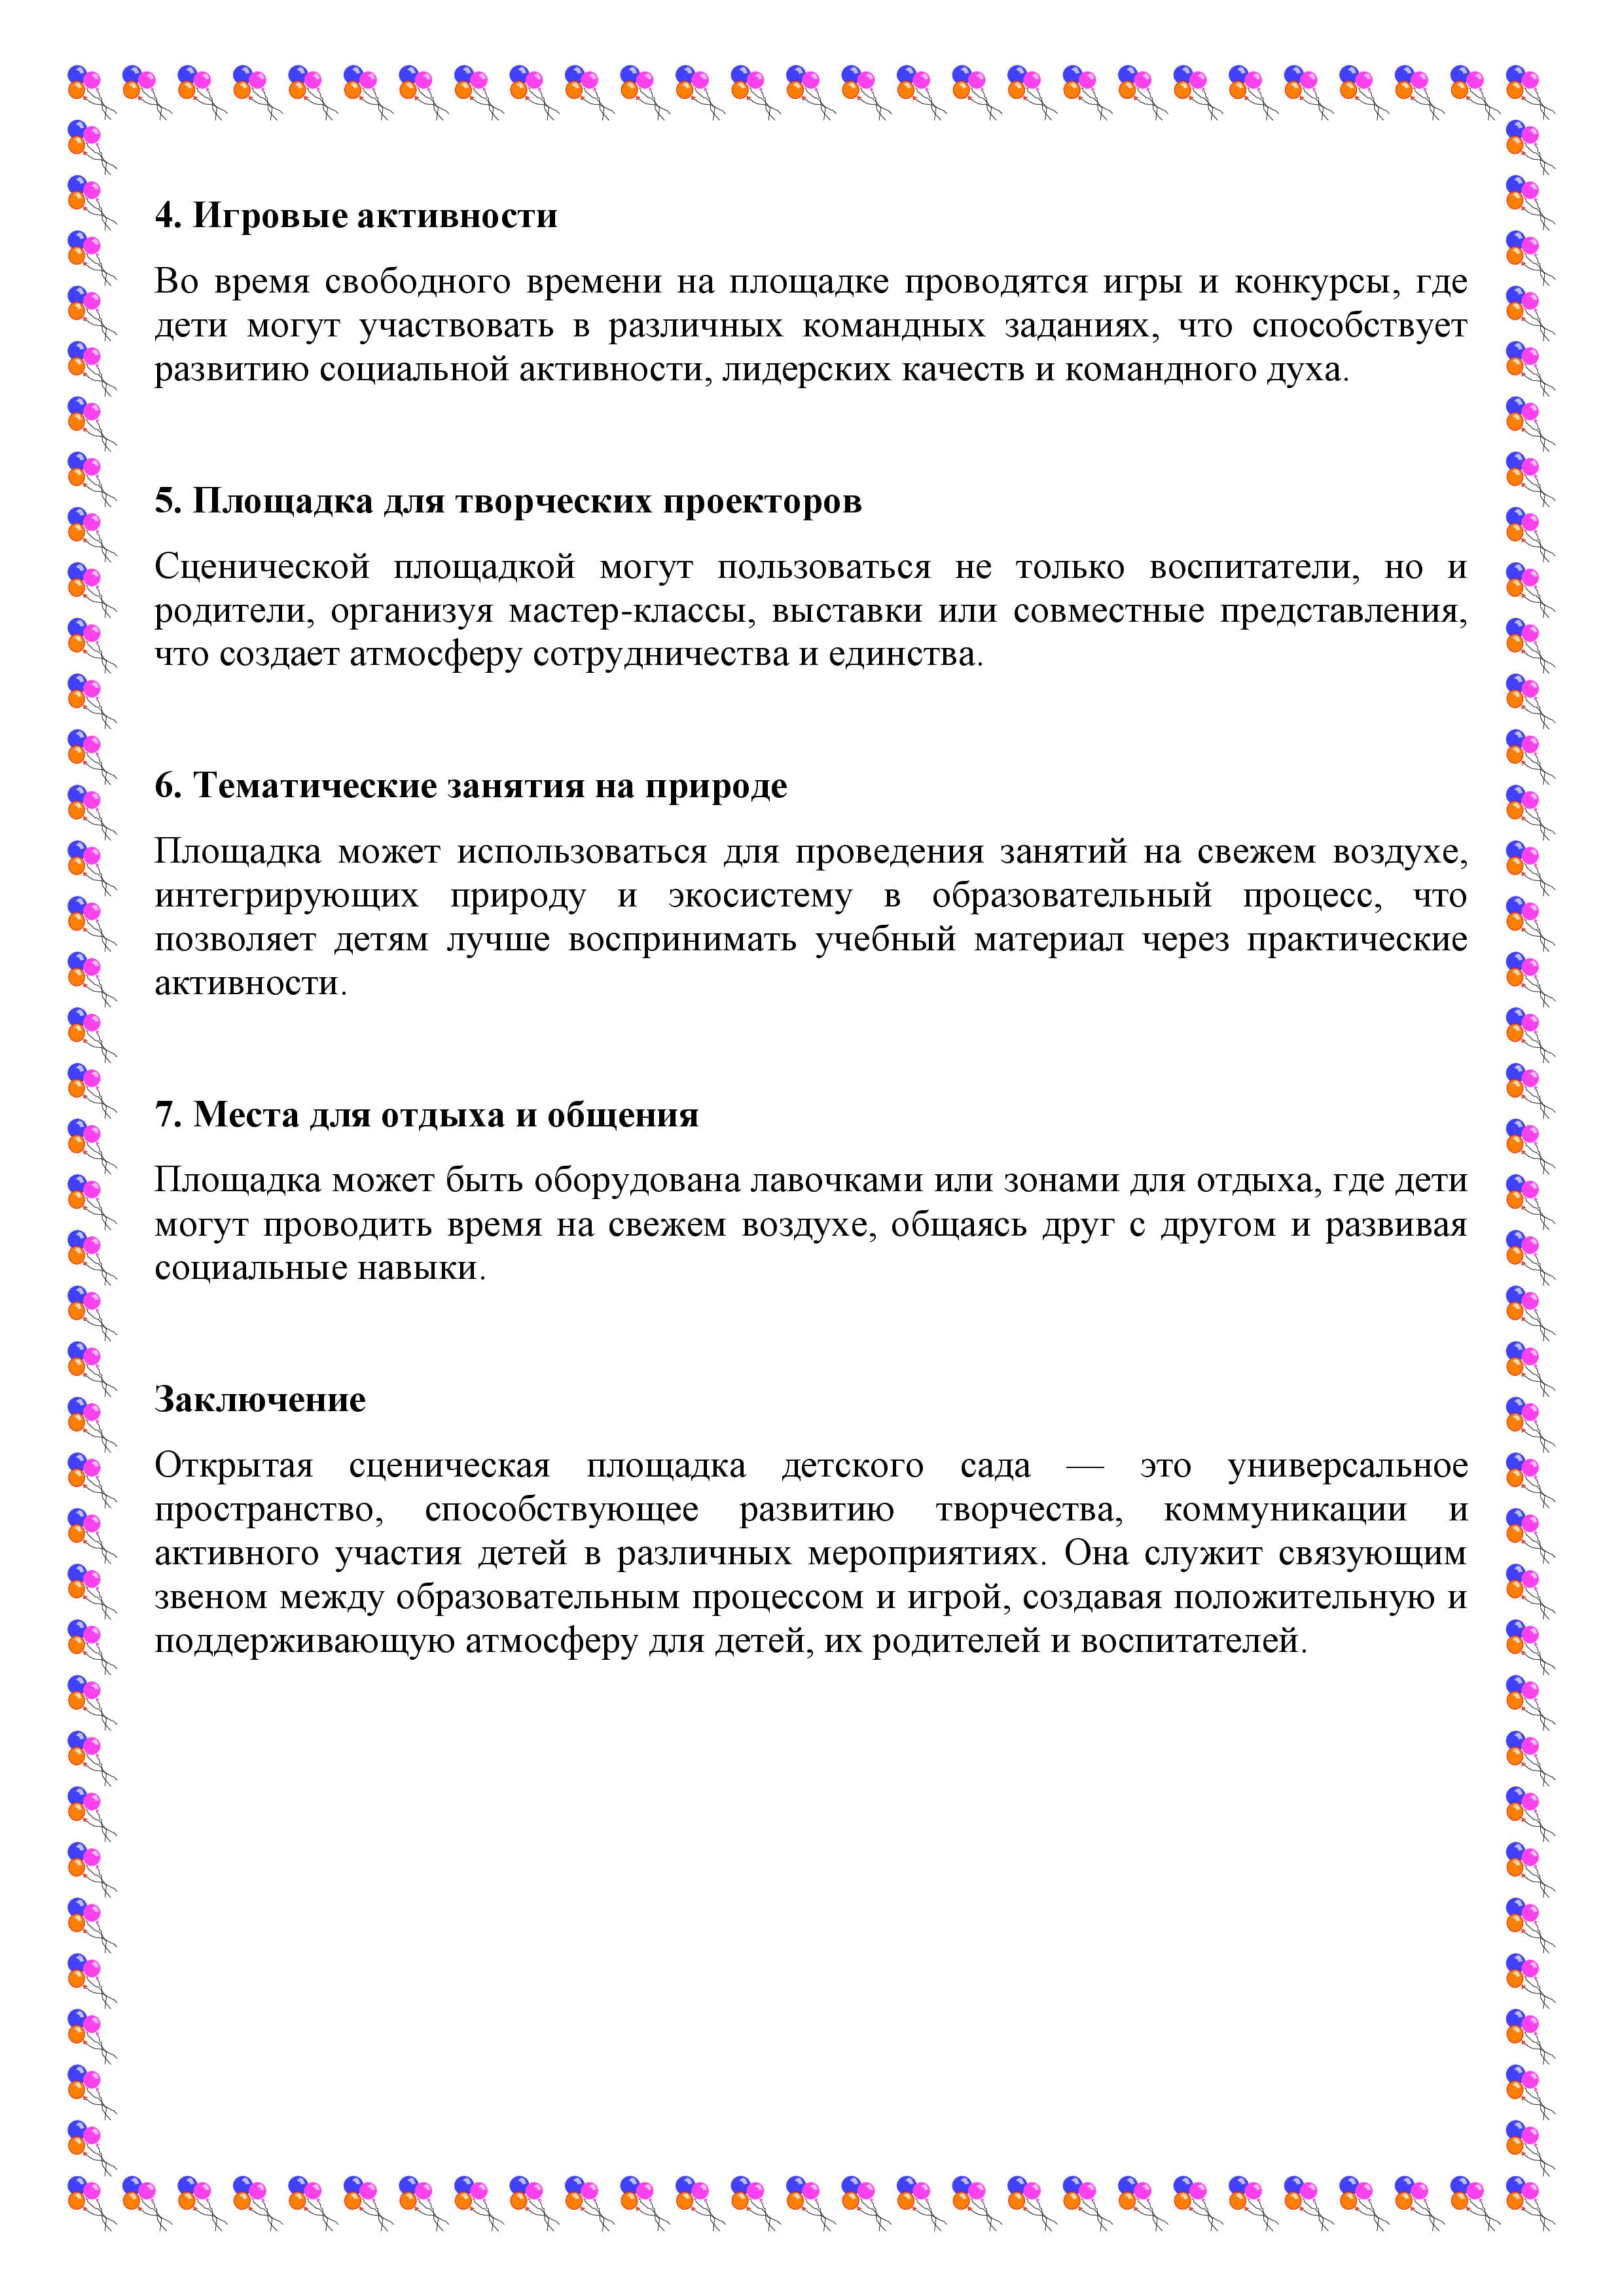 4. Игровые активности
Во время свободного времени на площадке проводятся игры и конкурсы, где
дети могут участвовать в различных командных заданиях, что способствует
развитию социальной активности, лидерских качеств и командного духа.
5. Площадка для творческих проекторов
Сценической площадкой могут пользоваться не только воспитатели, но и
родители, организуя мастер-классы, выставки или совместные представления,
что создает атмосферу сотрудничества и единства.
6. Тематические занятия на природе
Площадка может использоваться для проведения занятий на свежем воздухе,
интегрирующих природу и экосистему в образовательный процесс, что
позволяет детям лучше воспринимать учебный материал через практические
активности.
7. Места для отдыха и общения
Площадка может быть оборудована лавочками или зонами для отдыха, где дети
могут проводить время на свежем воздухе, общаясь друг с другом и развивая
социальные навыки.
Заключение
Открытая сценическая площадка детского сада — это универсальное
пространство, способствующее развитию творчества, коммуникации и
активного участия детей в различных мероприятиях. Она служит связующим
звеном между образовательным процессом и игрой, создавая положительную и
поддерживающую атмосферу для детей, их родителей и воспитателей.